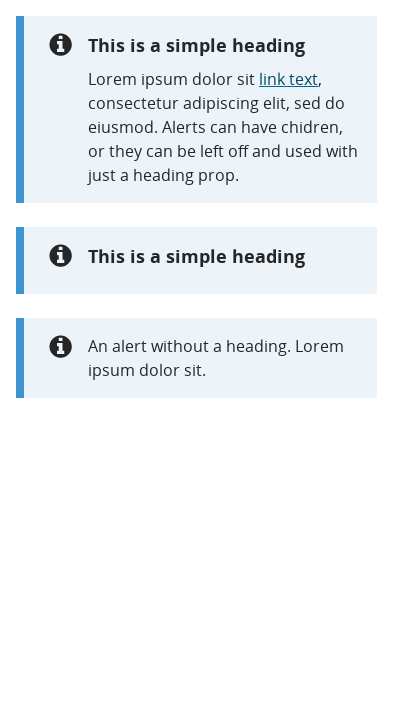 This is a simple heading
Lorem ipsum dolor sit link text,
consectetur adipiscing elit, sed do
eiusmod. Alerts can have chidren,
or they can be left off and used with
just a heading prop.
This is a simple heading
An alert without a heading. Lorem
ipsum dolor sit.